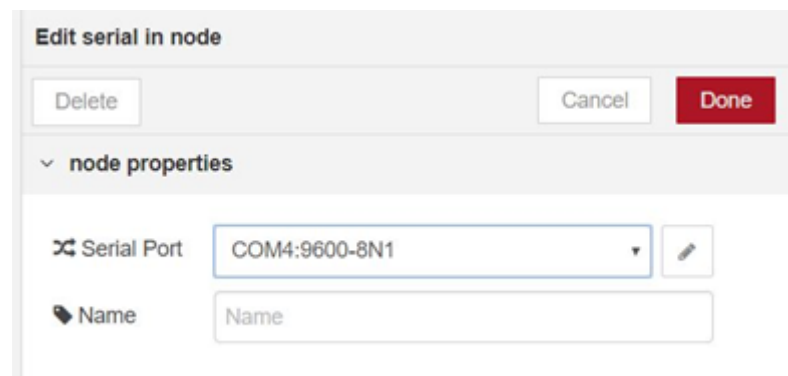 Edit serial in node
Delete Cancel Done
node properties
Serial Port COM4:9600-8N1
Name Name